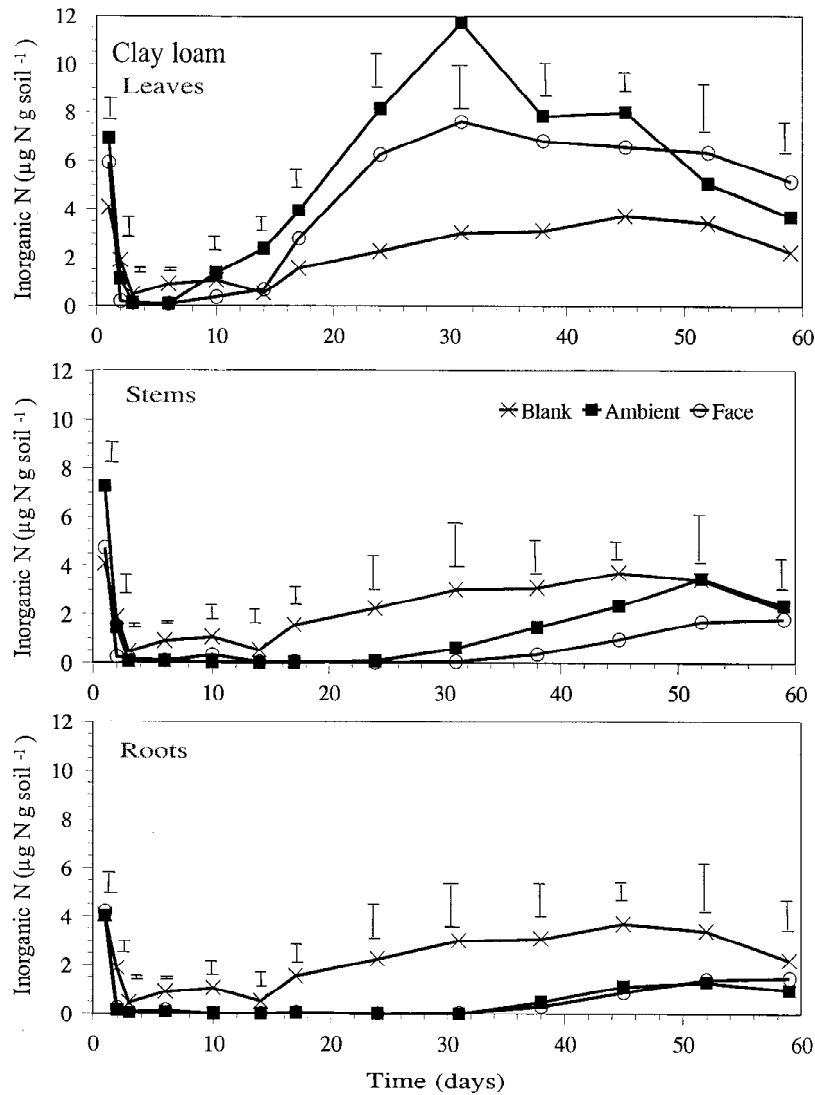 Clay loam
Leaves
Inorganic N (µg N g soil -1)
12
10
8
6
4
2
0
0 10 20 30 40 50 60
Stems
Blank Ambient Face
Inorganic N (µg N g soil -1)
12
10
8
6
4
2
0
0 10 20 30 40 50 60
Roots
Inorganic N (µg N g soil -1)
12
10
8
6
4
2
0
0 10 20 30 40 50 60
Time (days)